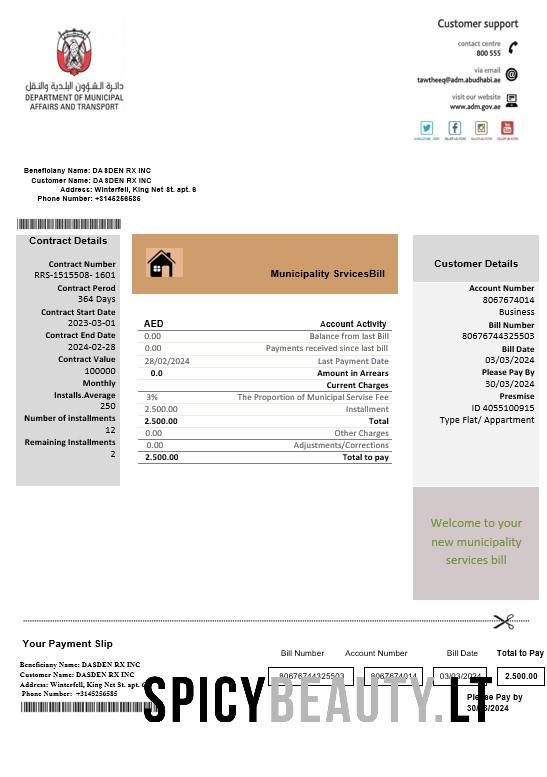 Customer support
contact centre
800 555
via email
tawtheeq@adm.abudhabi.ae
visit our website
www.adm.gov.ae
دائرة الشؤون البلدية والنقل
DEPARTMENT OF MUNICIPAL
AFFAIRS AND TRANSPORT
Beneficiany Name: DASDEN RX INC
Customer Name: DASDEN RX INC
Address: Winterfell, King Net St. apt. 6
Phone Number: +3145256585
Contract Details
Contract Number
RRS-1515508- 1601
Contract Perod
364 Days
Contract Start Date
2023-03-01
Contract End Date
2024-02-28
Contract Value
100000
Monthly
Installs.Average
250
Number of installments
12
Remaining Installments
2
Municipality SrvicesBill
AED Account Activity
0.00 Balance from last Bill
0.00 Payments received since last bill
28/02/2024 Last Payment Date
0.0 Amount in Arrears
Current Charges
3% The Proportion of Municipal Servise Fee
2.500.00 Installment
2.500.00 Total
0.00 Other Charges
0.00 Adjustments/Corrections
2.500.00 Total to pay
Customer Details
Account Number
8067674014
Business
Bill Number
80676744325503
Bill Date
03/03/2024
Please Pay By
30/03/2024
Presmise
ID 4055100915
Type Flat/ Appartment
Welcome to your
new municipality
services bill
Your Payment Slip
Beneficiany Name: DASDEN RX INC
Customer Name: DASDEN RX INC
Address: Winterfell, King Net St. apt.
Phone Number: +3145256585
Bill Number Account Number Bill Date Total to Pay
80676744325503 8067674014 03/03/2024 2.500.00
Please Pay by
30/03/2024
SPICYBEAUTY.LT